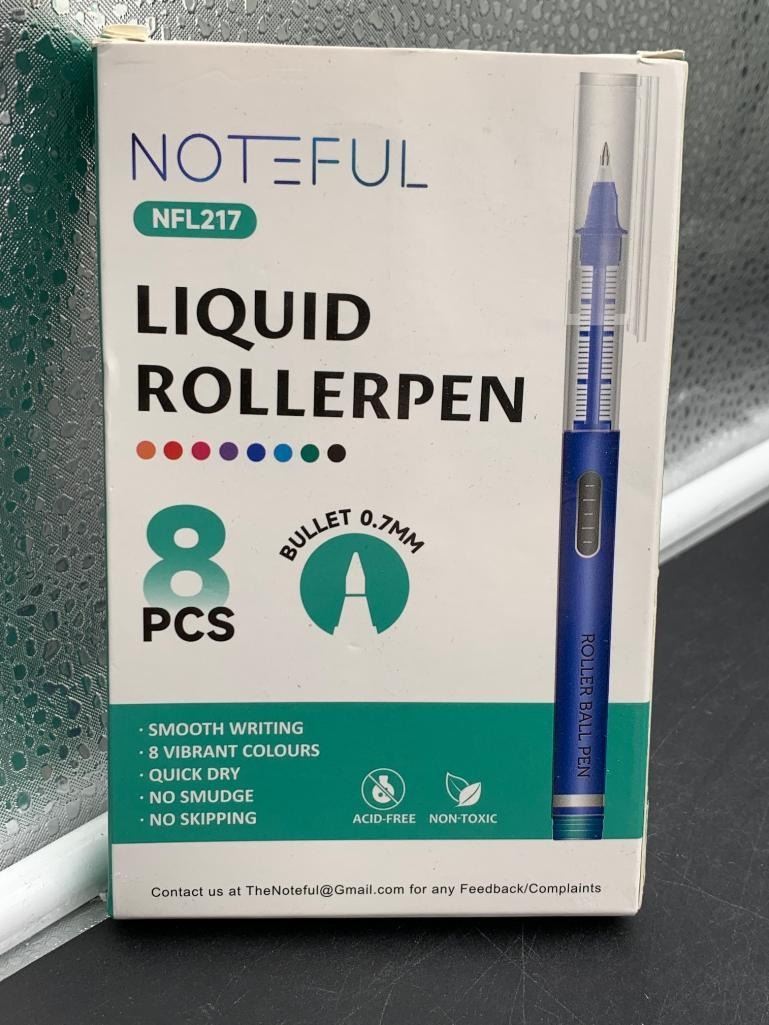 NOTEFUL
NFL217
LIQUID
ROLLERPEN
8
PCS
BULLET 0.7MM
ROLLER BALL PEN
· SMOOTH WRITING
· 8 VIBRANT COLOURS
· QUICK DRY
· NO SMUDGE
· NO SKIPPING
ACID-FREE
NON-TOXIC
Contact us at TheNoteful@Gmail.com for any Feedback/Complaints